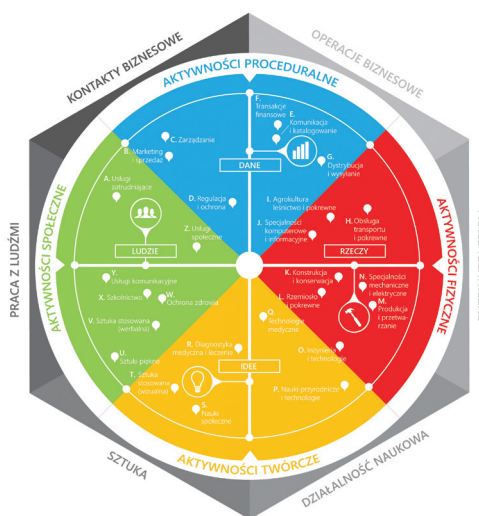 KONTAKTY BIZNESOWE
OPERACJE BIZNESOWE
AKTYWNOŚCI PROCEDURALNE
F.
Transakcje
finansowe
E.
Komunikacja
i katalogowanie
C. Zarządzanie
B. Marketing
i sprzedaż
DANE
G.
Dystrybucja
i wysyłanie
A. Usługi
zatrudniające
D. Regulacja
i ochrona
I. Agrokultura
leśnictwo i pokrewne
H. Obsługa
transportu
i pokrewne
J. Specjalności
komputerowe
i informacyjne
Z. Usługi
społeczne
LUDZIE
RZECZY
AKTYWNOŚCI SPOŁECZNE
PRACA Z LUDŹMI
AKTYWNOŚCI FIZYCZNE
Y.
Usługi komunikacyjne
X. Szkolnictwo
W.
Ochrona zdrowia
V. Sztuka stosowana
(werbalna)
U.
Sztuki piękne
K. Konstrukcja
i konserwacja
N.
Specjalności
mechaniczne
i elektryczne
L. Rzemiosło
i pokrewne
M.
Produkcja
i przetwa-
rzanie
Q.
Technologie
medyczne
R. Diagnostyka
medyczna i leczenie
O. Inżynieria
i technologie
IDEE
T. Sztuka
stosowana
(wizualna)
P. Nauki przyrodnicze
i technologie
S.
Nauki
społeczne
AKTYWNOŚCI TWÓRCZE
SZTUKA
DZIAŁALNOŚĆ NAUKOWA